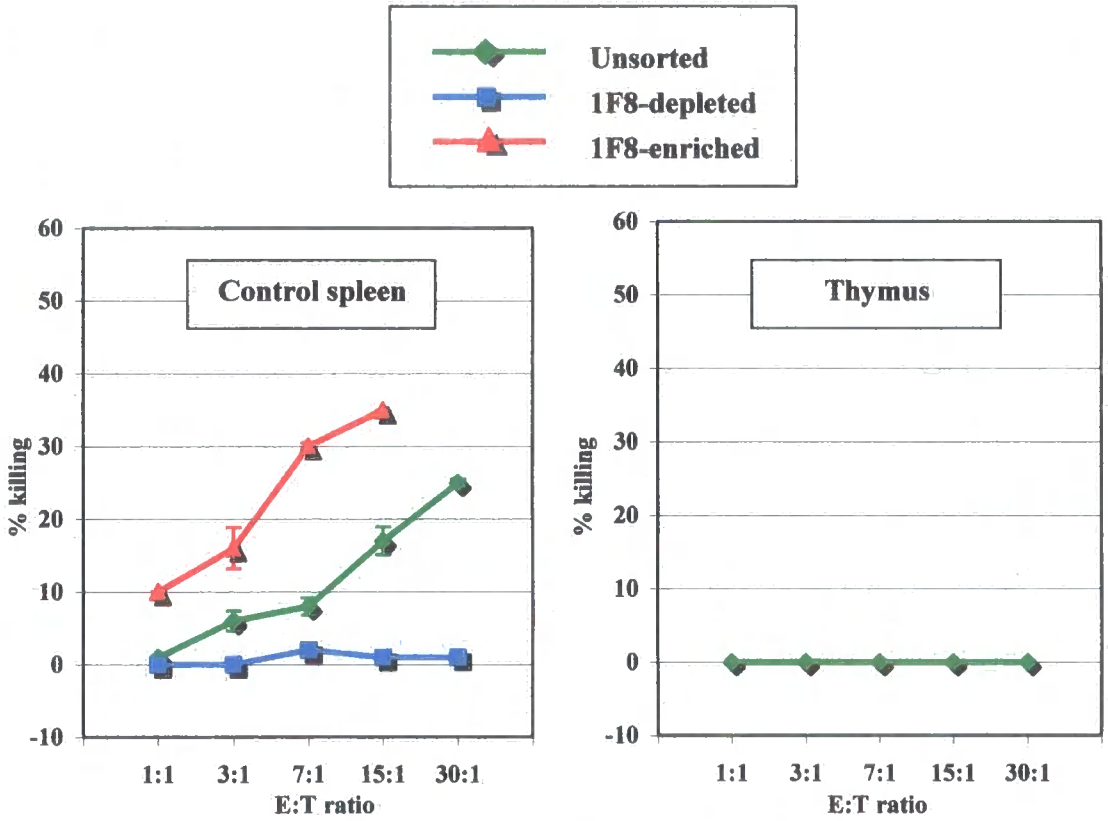 Unsorted
1F8-depleted
1F8-enriched
Control spleen
% killing
60
50
40
30
20
10
0
-10
1:1 3:1 7:1 15:1 30:1
E:T ratio
Thymus
% killing
60
50
40
30
20
10
0
-10
1:1 3:1 7:1 15:1 30:1
E:T ratio